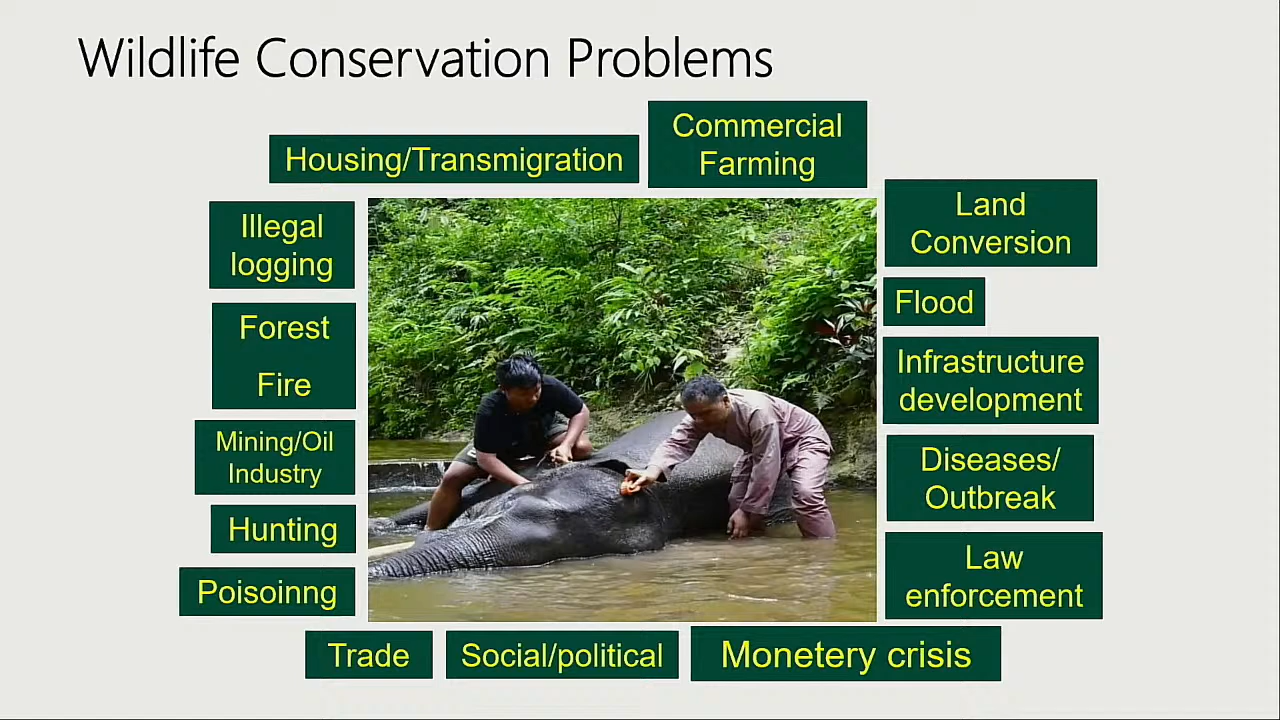 Wildlife Conservation Problems
Housing/Transmigration
Commercial
Farming
Illegal
logging
Land
Conversion
Forest
Fire
Flood
Infrastructure
development
Mining/Oil
Industry
Diseases/
Outbreak
Hunting
Law
enforcement
Poisoinng
Trade
Social/political
Monetery crisis